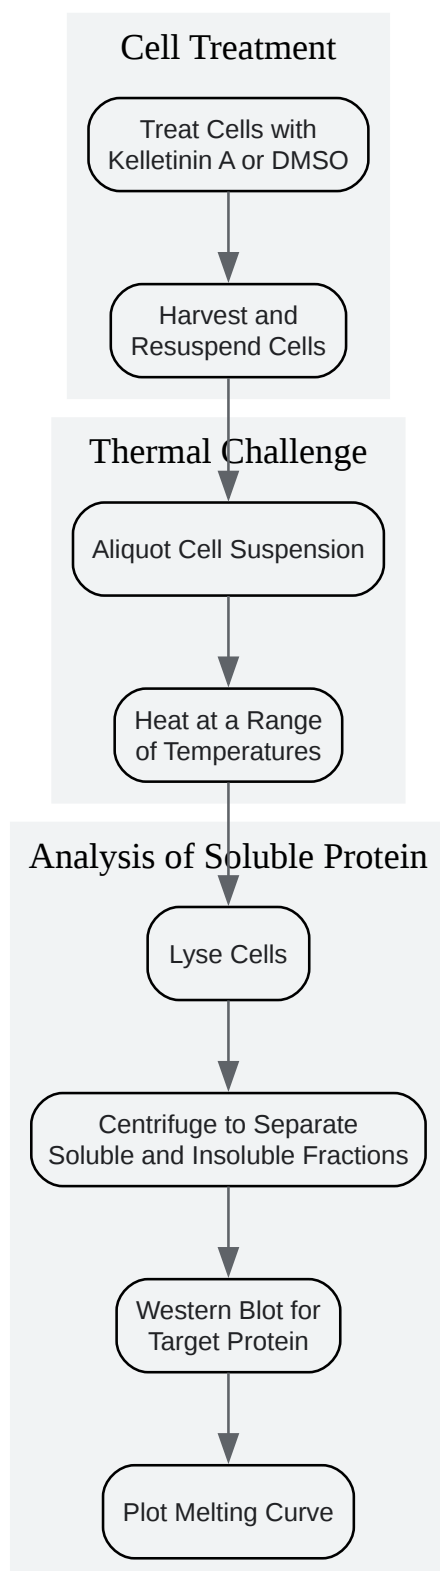 Cell Treatment
Treat Cells with
Kelletinin A or DMSO
Harvest and
Resuspend Cells
Thermal Challenge
Aliquot Cell Suspension
Heat at a Range
of Temperatures
Analysis of Soluble Protein
Lyse Cells
Centrifuge to Separate
Soluble and Insoluble Fractions
Western Blot for
Target Protein
Plot Melting Curve